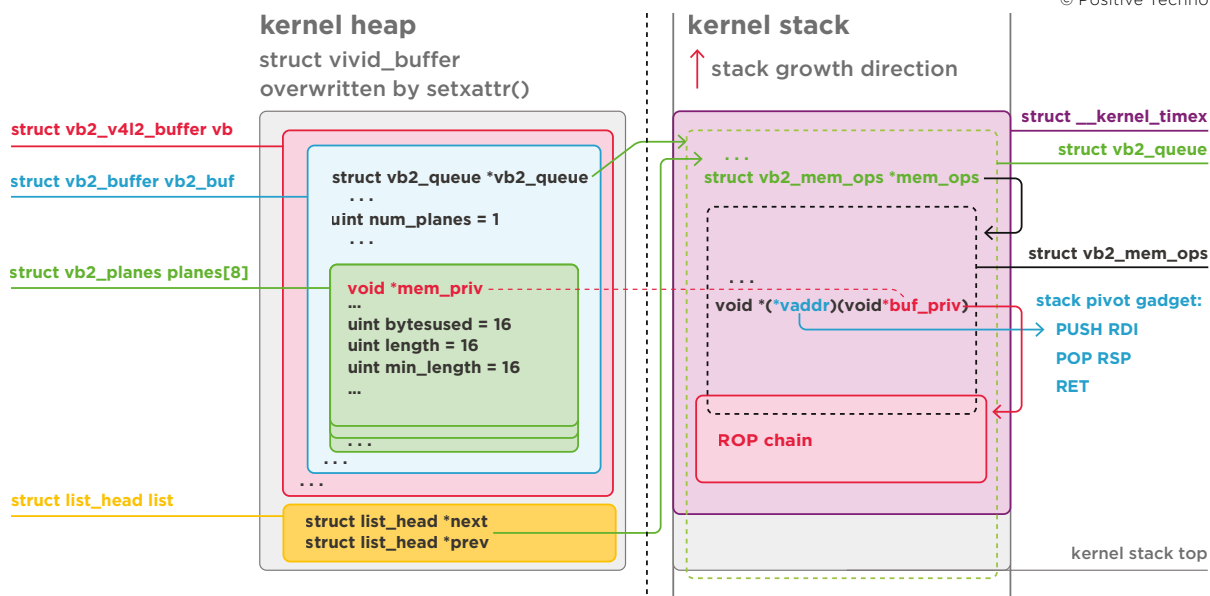 © Positive Techno
kernel heap
struct vivid_buffer
overwritten by setxattr()
kernel stack
stack growth direction
struct vb2_v4l2_buffer vb
struct vb2_buffer vb2_buf
struct vb2_planes planes[8]
struct list_head list
struct vb2_queue *vb2_queue
...
uint num_planes = 1
...
void *mem_priv
...
uint bytesused = 16
uint length = 16
uint min_length = 16
...
...
...
...
struct list_head *next
struct list_head *prev
...
struct vb2_mem_ops *mem_ops
...
void *(*vaddr)(void*buf_priv)
ROP chain
struct __kernel_timex
struct vb2_queue
struct vb2_mem_ops
stack pivot gadget:
PUSH RDI
POP RSP
RET
kernel stack top